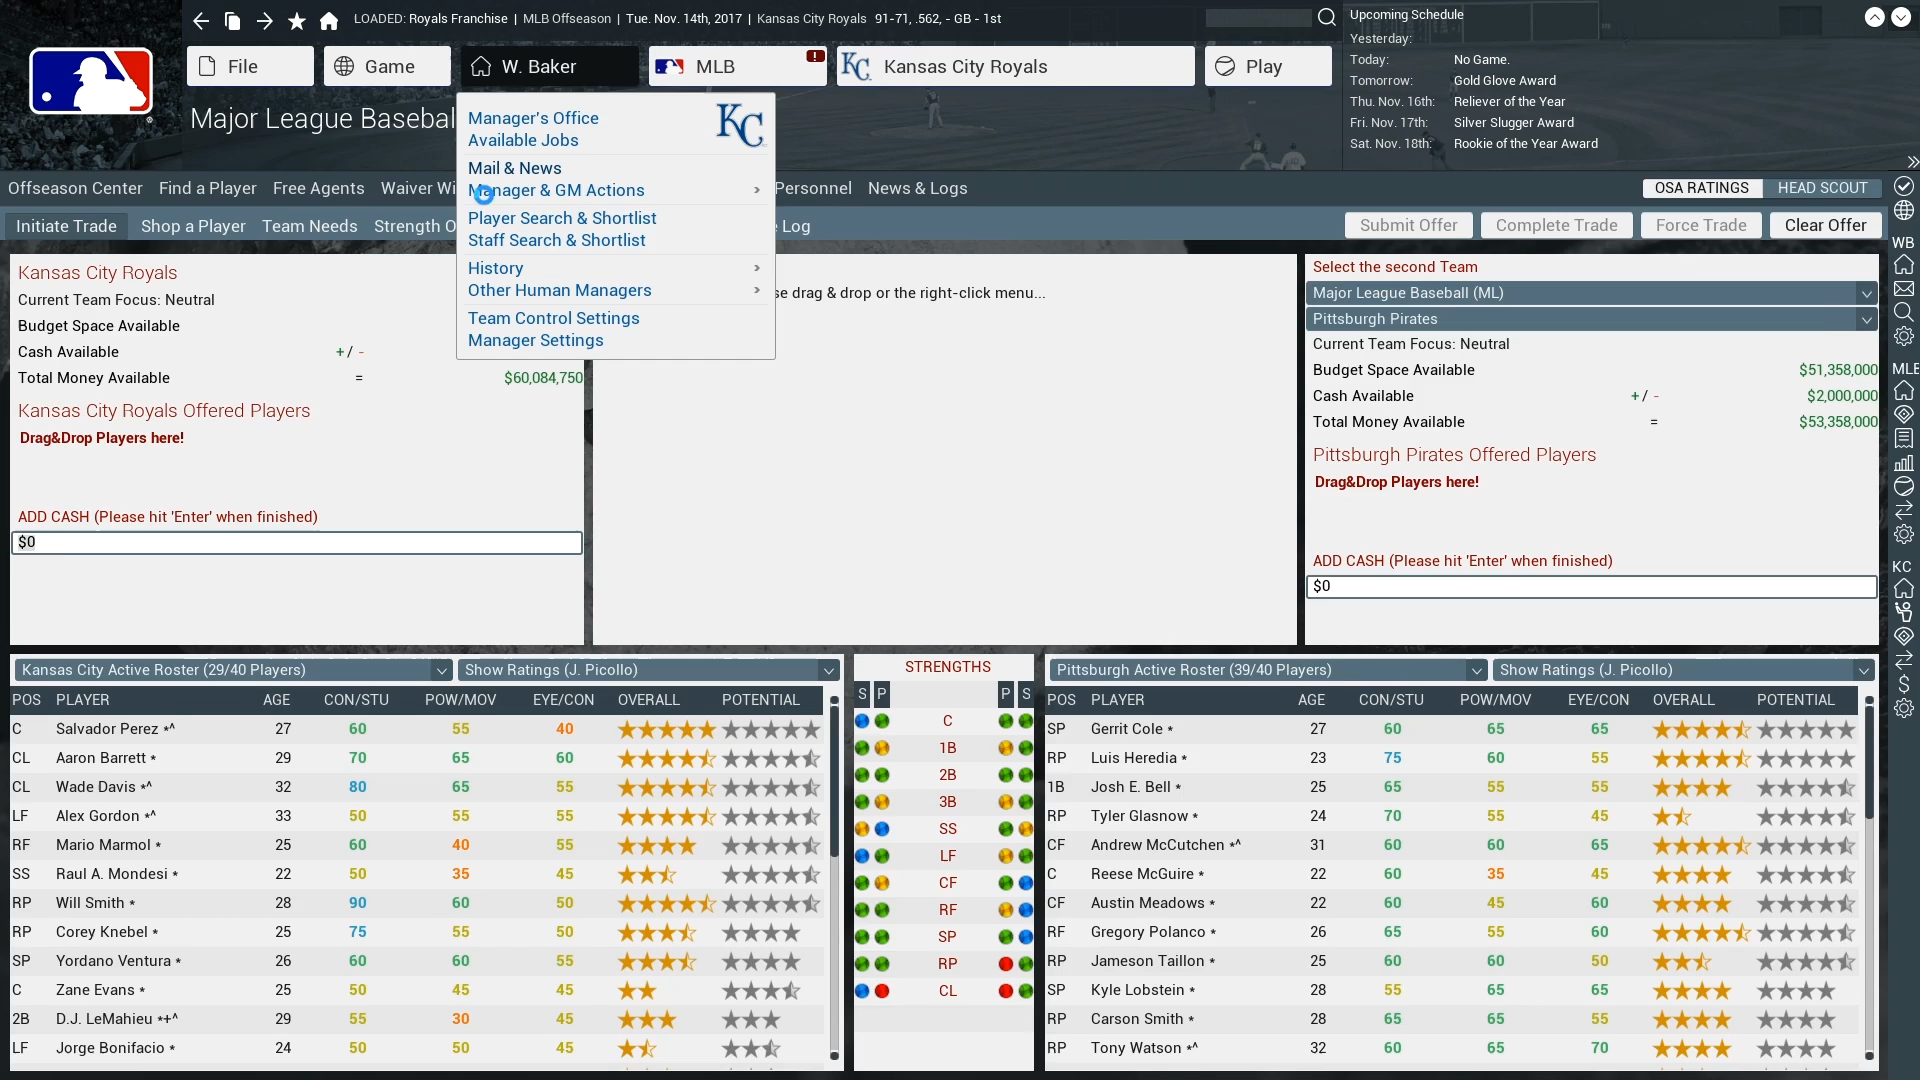 LOADED: Royals Franchise | MLB Offseason | Tue. Nov. 14th, 2017 | Kansas City Royals 91-71, .562, - GB - 1st
File
Game
W. Baker
MLB
!
Kansas City Royals
Play
Upcoming Schedule
Yesterday:
Today: No Game.
Tomorrow: Gold Glove Award
Thu. Nov. 16th: Reliever of the Year
Fri. Nov. 17th: Silver Slugger Award
Sat. Nov. 18th: Rookie of the Year Award
Major League Basebal
Manager's Office
Available Jobs
KC
Mail & News
Manager & GM Actions
Player Search & Shortlist
Staff Search & Shortlist
History
Other Human Managers
Team Control Settings
Manager Settings
Offseason Center Find a Player Free Agents Waiver Wi Personnel News & Logs
OSA RATINGS HEAD SCOUT
Initiate Trade Shop a Player Team Needs Strength O e Log
Submit Offer Complete Trade Force Trade Clear Offer
Kansas City Royals
Current Team Focus: Neutral
Budget Space Available
Cash Available + / -
Total Money Available = $60,084,750
Kansas City Royals Offered Players
Drag&Drop Players here!
ADD CASH (Please hit 'Enter' when finished)
$0
se drag & drop or the right-click menu...
Select the second Team
Major League Baseball (ML)
Pittsburgh Pirates
Current Team Focus: Neutral
Budget Space Available $51,358,000
Cash Available + / - $2,000,000
Total Money Available = $53,358,000
Pittsburgh Pirates Offered Players
Drag&Drop Players here!
ADD CASH (Please hit 'Enter' when finished)
$0
WB
MLE
KC
Kansas City Active Roster (29/40 Players) Show Ratings (J. Picollo)
POS PLAYER AGE CON/STU POW/MOV EYE/CON OVERALL POTENTIAL
C Salvador Perez *^ 27 60 55 40
CL Aaron Barrett * 29 70 65 60
CL Wade Davis *^ 32 80 65 55
LF Alex Gordon *^ 33 50 55 55
RF Mario Marmol * 25 60 40 55
SS Raul A. Mondesi * 22 50 35 45
RP Will Smith * 28 90 60 50
RP Corey Knebel * 25 75 55 50
SP Yordano Ventura * 26 60 60 55
C Zane Evans * 25 50 45 45
2B D.J. LeMahieu *+^ 29 55 30 45
LF Jorge Bonifacio * 24 50 50 45
STRENGTHS
S P P S
C
1B
2B
3B
SS
LF
CF
RF
SP
RP
CL
Pittsburgh Active Roster (39/40 Players) Show Ratings (J. Picollo)
POS PLAYER AGE CON/STU POW/MOV EYE/CON OVERALL POTENTIAL
SP Gerrit Cole * 27 60 65 65
RP Luis Heredia * 23 75 60 55
1B Josh E. Bell * 25 65 55 55
RP Tyler Glasnow * 24 70 55 45
CF Andrew McCutchen *^ 31 60 60 65
C Reese McGuire * 22 60 35 45
CF Austin Meadows * 22 60 45 60
RF Gregory Polanco * 26 65 55 60
RP Jameson Taillon * 25 60 60 50
SP Kyle Lobstein * 28 55 65 65
RP Carson Smith * 28 65 65 55
RP Tony Watson *^ 32 60 65 70